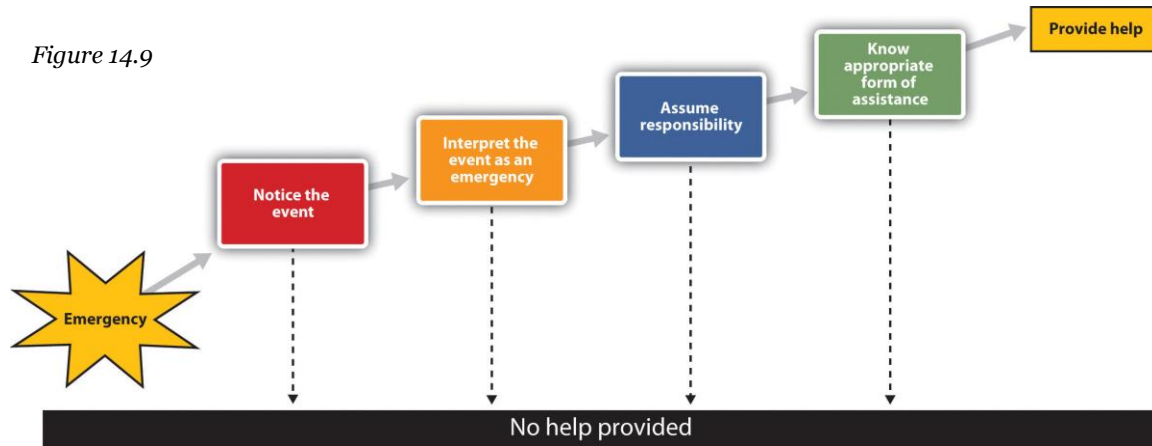 Figure 14.9
Emergency
Notice the
event
Interpret the
event as an
emergency
Assume
responsibility
Know
appropriate
form of
assistance
Provide help
No help provided